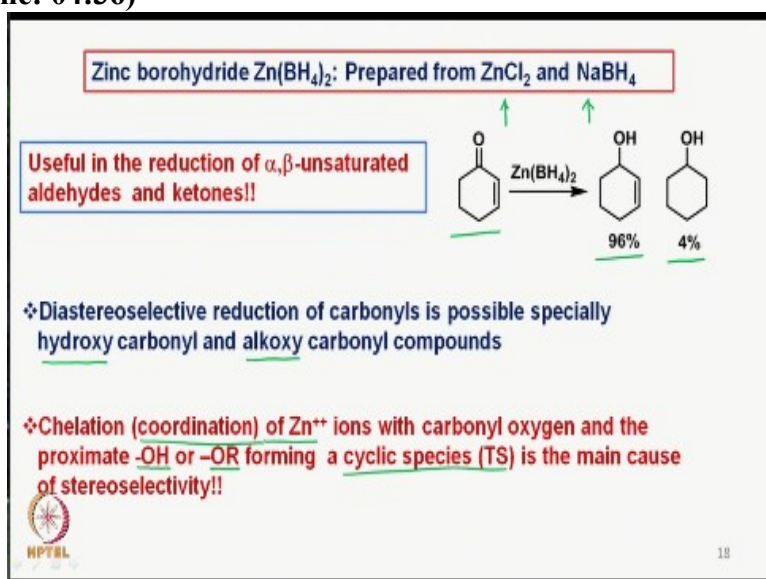 Zinc borohydride Zn(BH₄)₂: Prepared from ZnCl₂ and NaBH₄
Useful in the reduction of α,β-unsaturated
aldehydes and ketones!!
O
Zn(BH₄)₂
OH
OH
96%
4%
❖Diastereoselective reduction of carbonyls is possible specially
hydroxy carbonyl and alkoxy carbonyl compounds
❖Chelation (coordination) of Zn⁺⁺ ions with carbonyl oxygen and the
proximate -OH or –OR forming a cyclic species (TS) is the main cause
of stereoselectivity!!
NPTEL
18